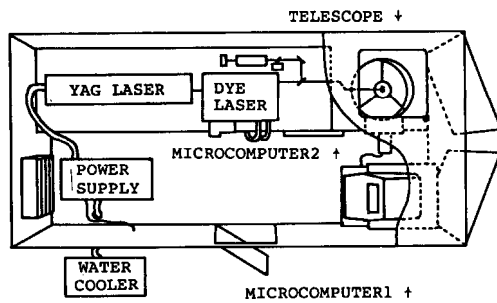 TELESCOPE ↓
YAG LASER
DYE
LASER
MICROCOMPUTER2 ↑
POWER
SUPPLY
WATER
COOLER
MICROCOMPUTER1 ↑